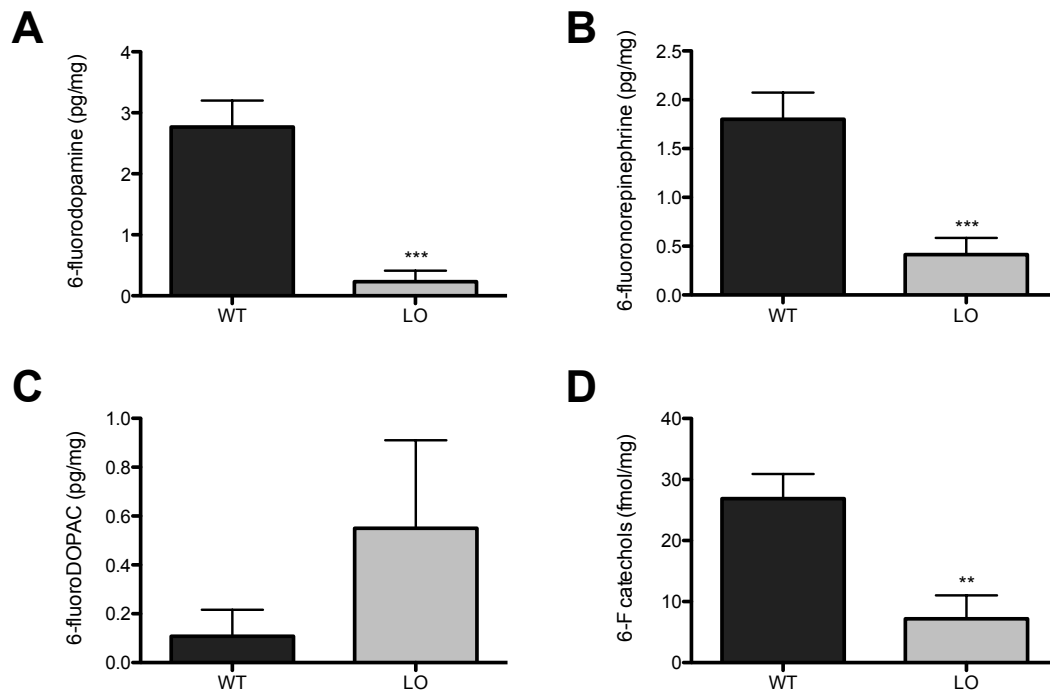 A
6-fluorodopamine (pg/mg)
4
3
2
1
0
***
WT
LO
B
6-fluoronorepinephrine (pg/mg)
2.5
2.0
1.5
1.0
0.5
0.0
***
WT
LO
C
6-fluoroDOPAC (pg/mg)
1.0
0.8
0.6
0.4
0.2
0.0
WT
LO
D
6-F catechols (fmol/mg)
40
30
20
10
0
**
WT
LO